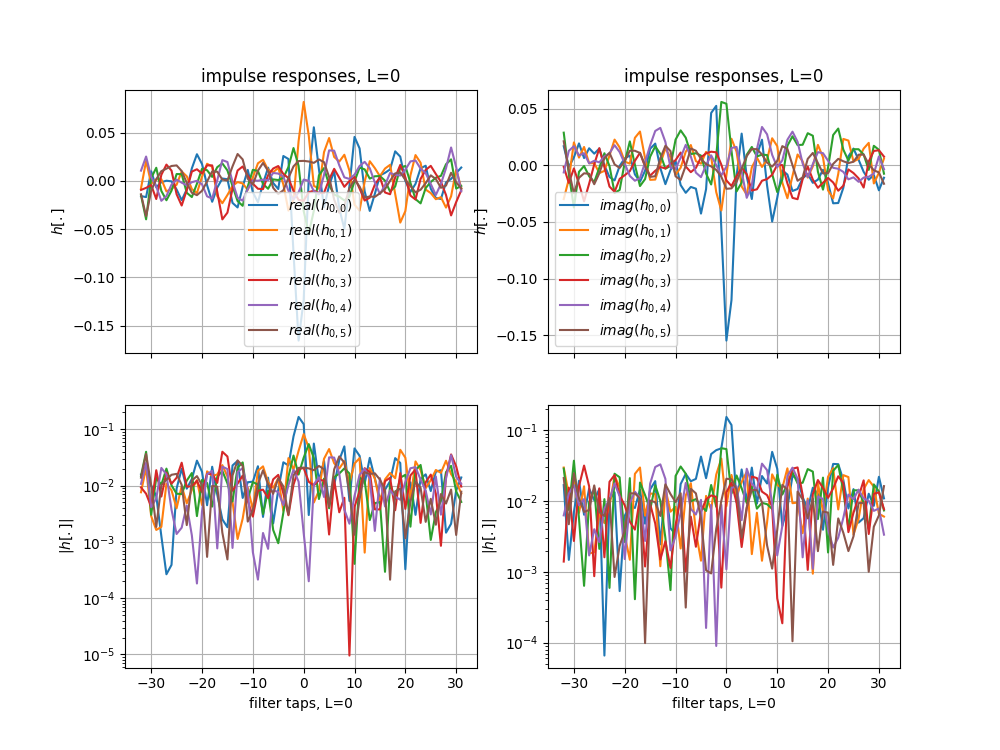 impulse responses, L=0
impulse responses, L=0
h[.]
0.05
0.00
−0.05
−0.10
−0.15
real(h0,0)
real(h0,1)
real(h0,2)
real(h0,3)
real(h0,4)
real(h0,5)
h[.]
0.05
0.00
−0.05
−0.10
−0.15
imag(h0,0)
imag(h0,1)
imag(h0,2)
imag(h0,3)
imag(h0,4)
imag(h0,5)
|h[.]|
10−1
10−2
10−3
10−4
10−5
−30 −20 −10 0 10 20 30
filter taps, L=0
|h[.]|
10−1
10−2
10−3
10−4
−30 −20 −10 0 10 20 30
filter taps, L=0